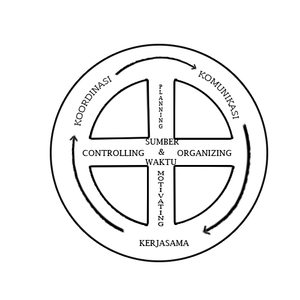 KOORDINASI
KOMUNIKASI
PLANNING
CONTROLLING
SUMBER
&
WAKTU
ORGANIZING
MOTIVATING
KERJASAMA